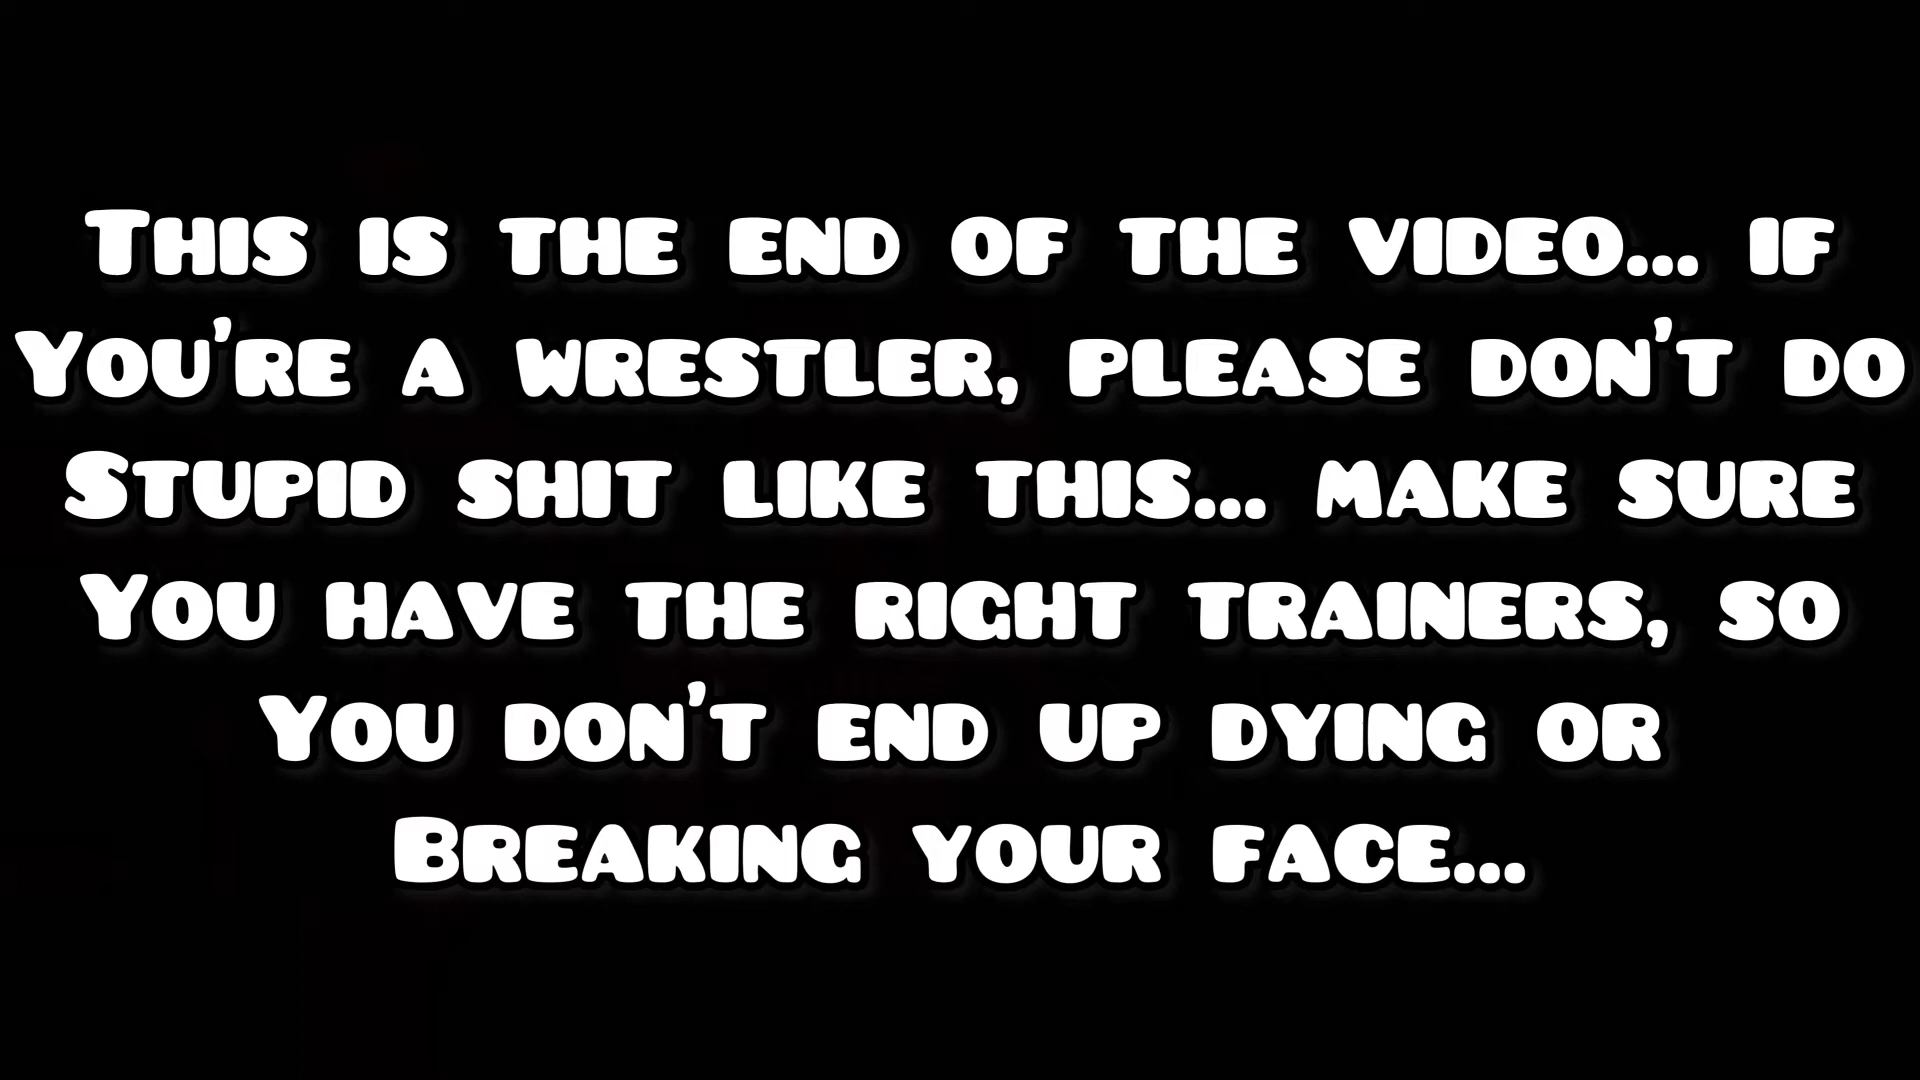 This is the end of the video... if
You're a wrestler, please don't do
Stupid shit like this... make sure
You have the right trainers, so
You don't end up dying or
Breaking your face...